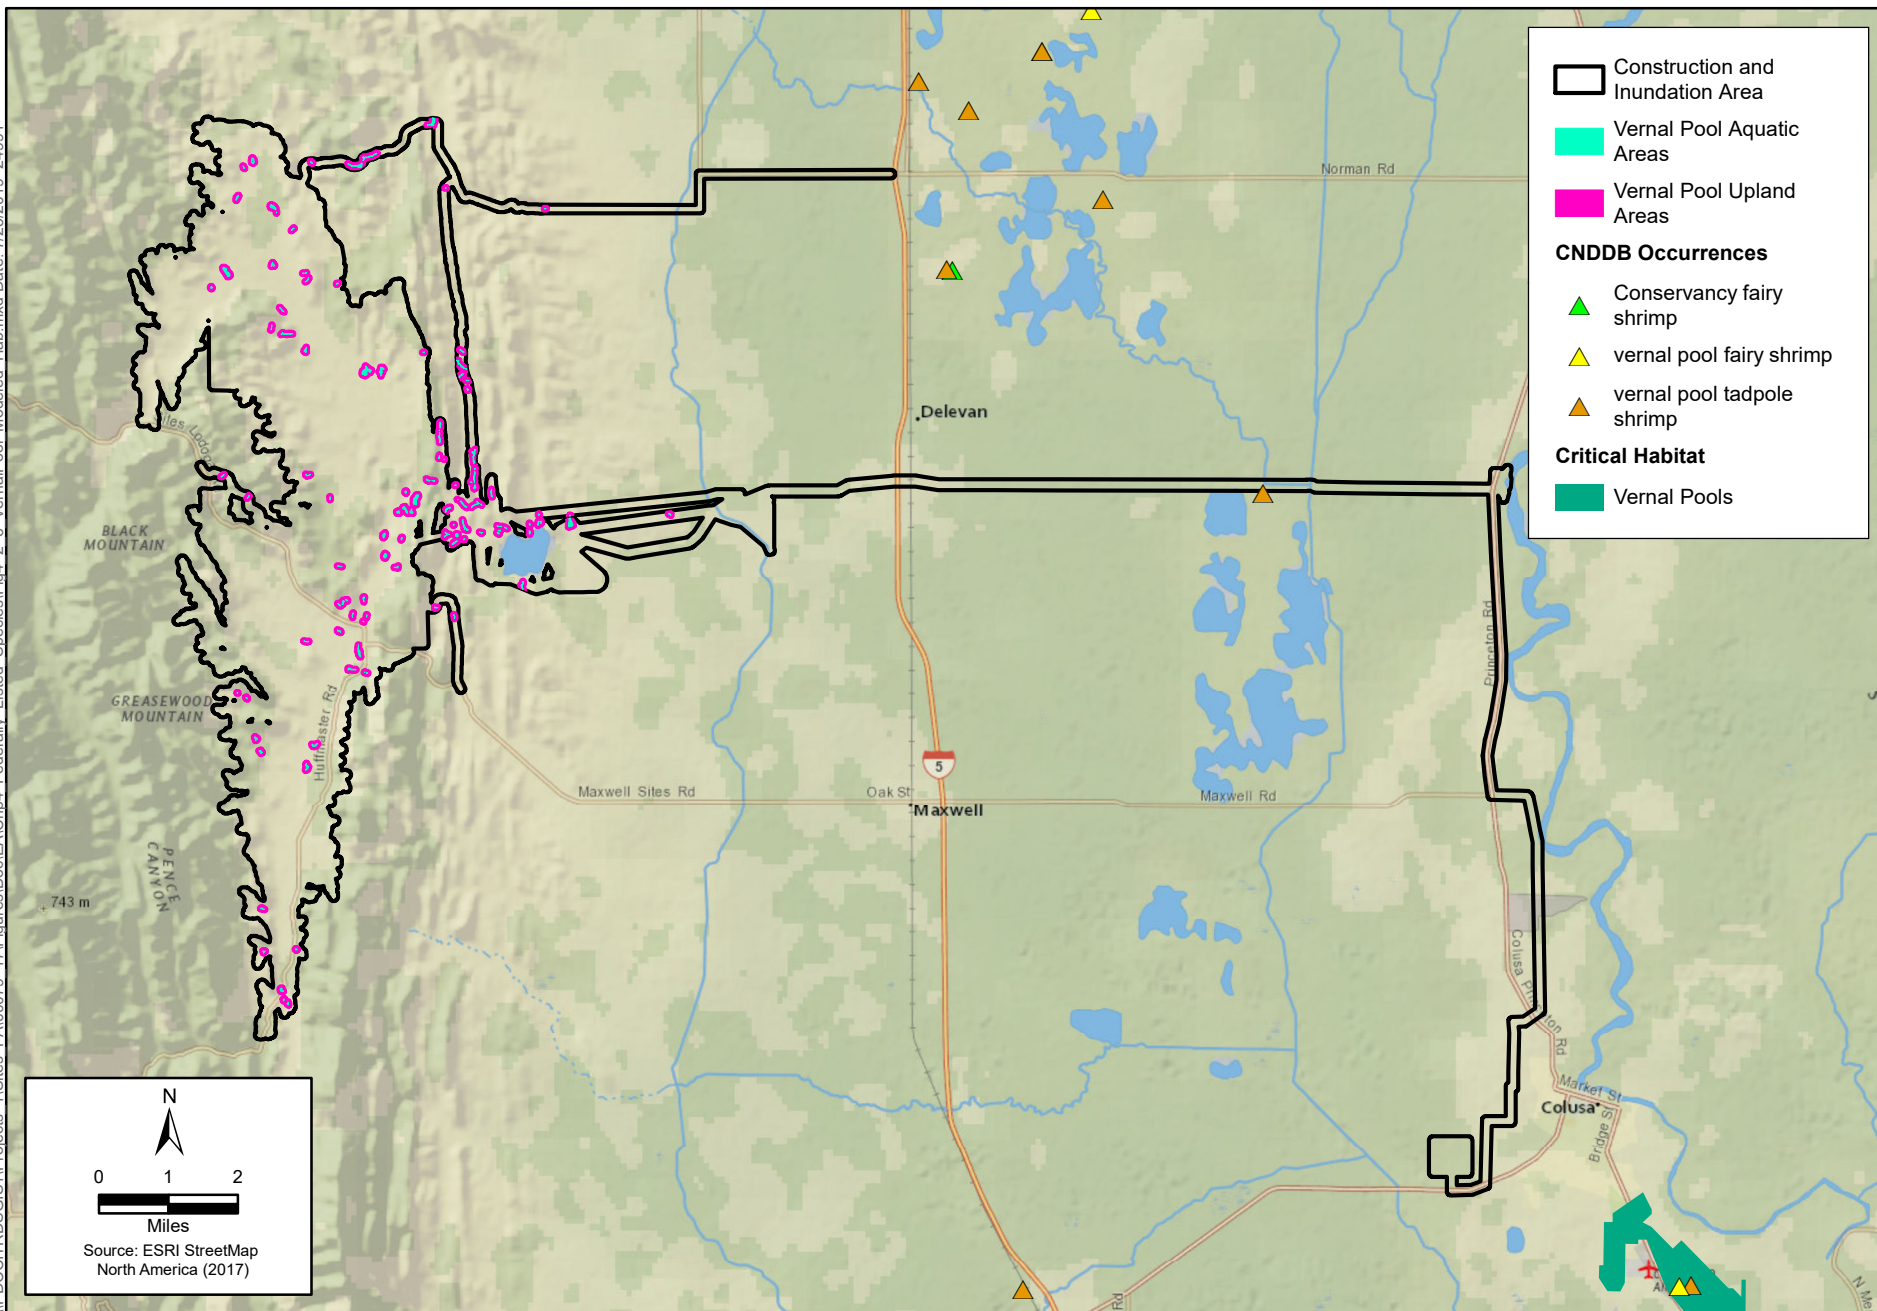 Construction and
Inundation Area
Vernal Pool Aquatic
Areas
Vernal Pool Upland
Areas
CNDDB Occurrences
Conservancy fairy
shrimp
vernal pool fairy shrimp
vernal pool tadpole
shrimp
Critical Habitat
Vernal Pools
Norman Rd
Delevan
BLACK
MOUNTAIN
GREASEWOOD
MOUNTAIN
Huffmaster Rd
Princeton Rd
5
Maxwell Sites Rd
Oak St
Maxwell Rd
Maxwell
PENCE
CANYON
743 m
Colusa Princeton Rd
Market St
Colusa
Bridge St
Rd
N
0 1 2
Miles
Source: ESRI StreetMap
North America (2017)